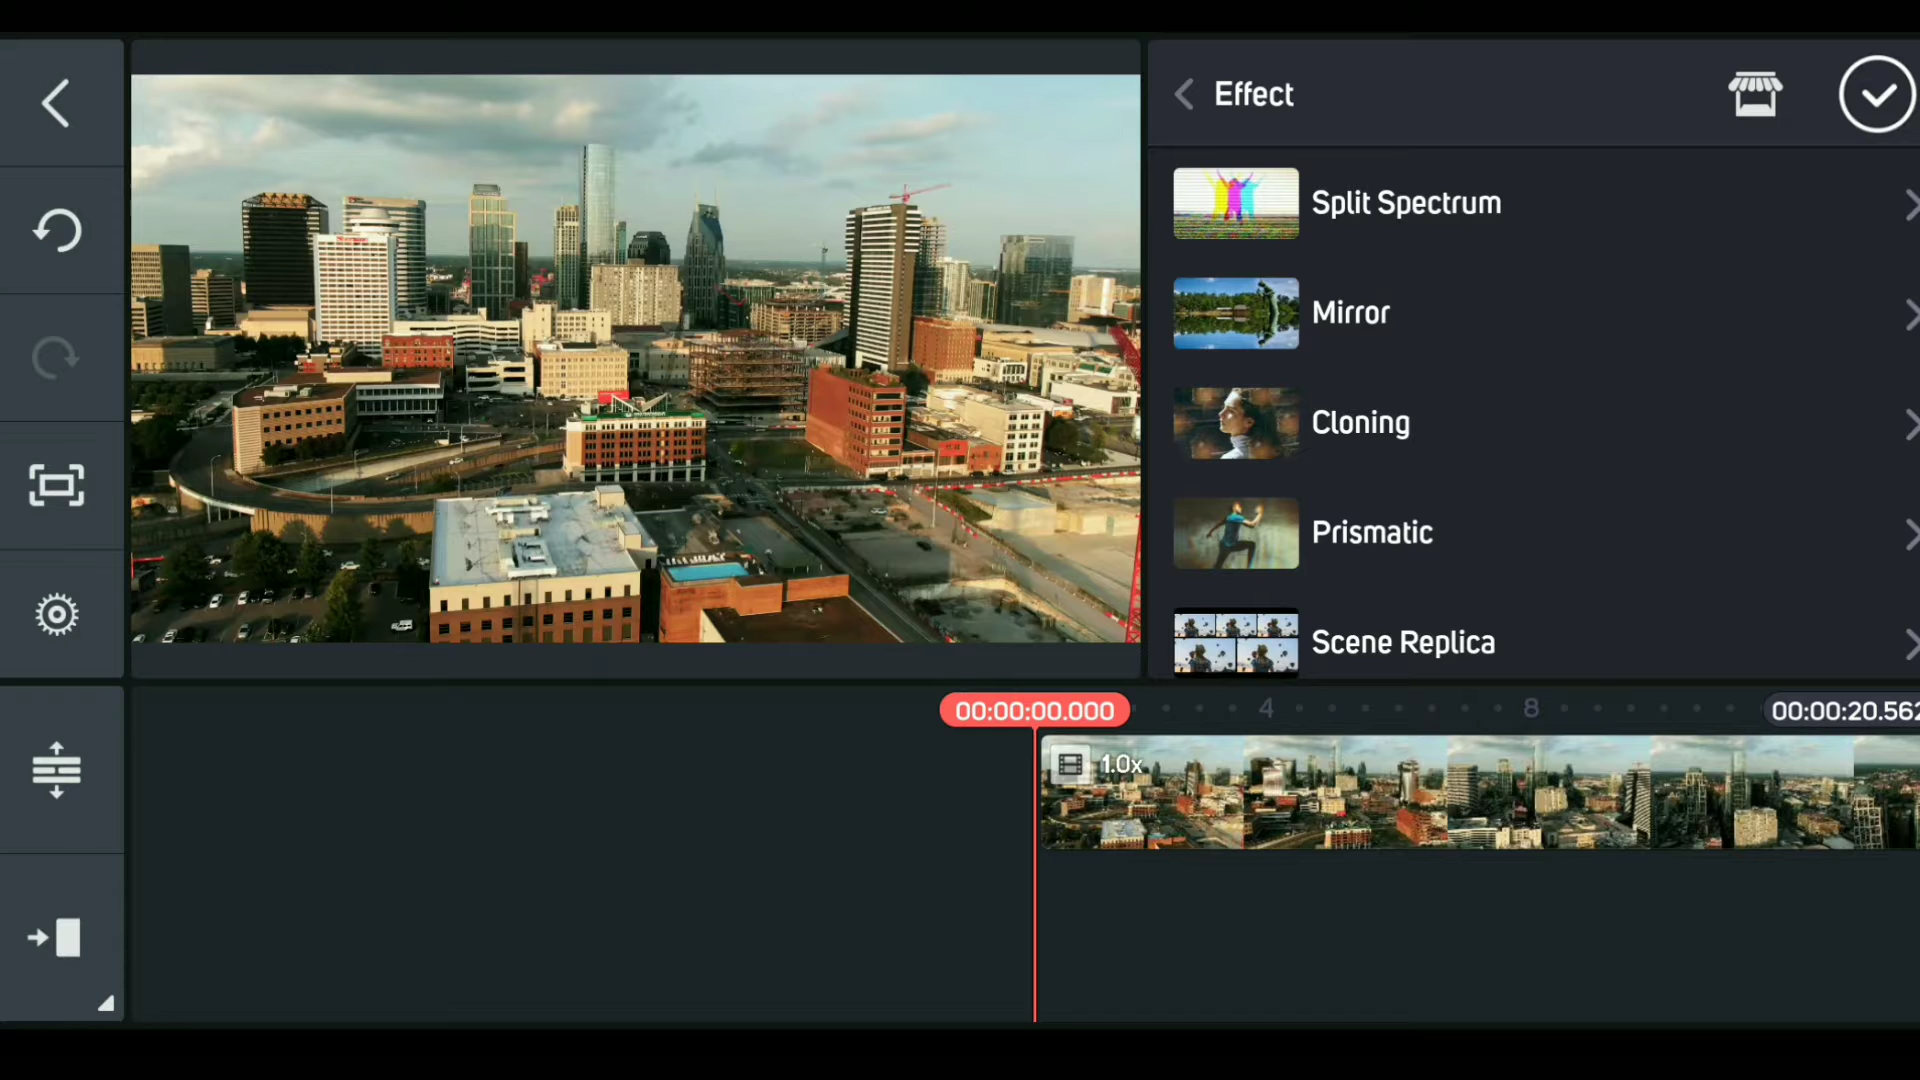 Effect
Split Spectrum
Mirror
Cloning
Prismatic
Scene Replica
00:00:00.000
4
8
00:00:20.562
1.0x